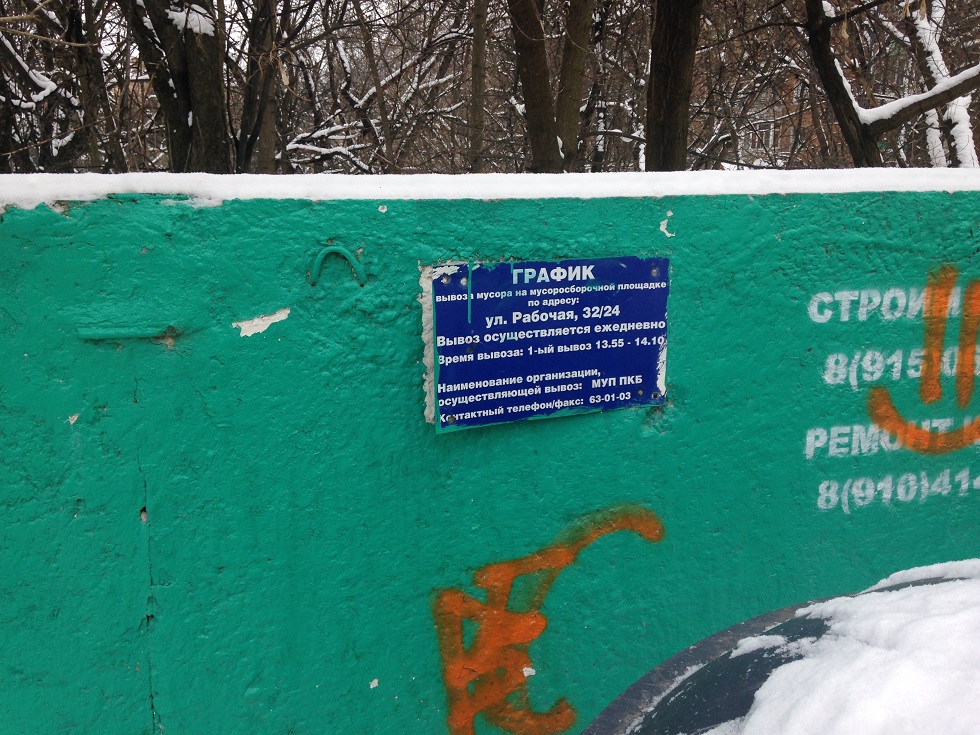 ГРАФИК
вывоза мусора на мусоросборочной площадке
по адресу:
ул. Рабочая, 32/24
Вывоз осуществляется ежедневно
Время вывоза: 1-ый вывоз 13.55 - 14.10
Наименование организации,
осуществляющей вывоз: МУП ПКБ
Контактный телефон/факс: 63-01-03
8(915)
РЕМОНТ
8(910)414